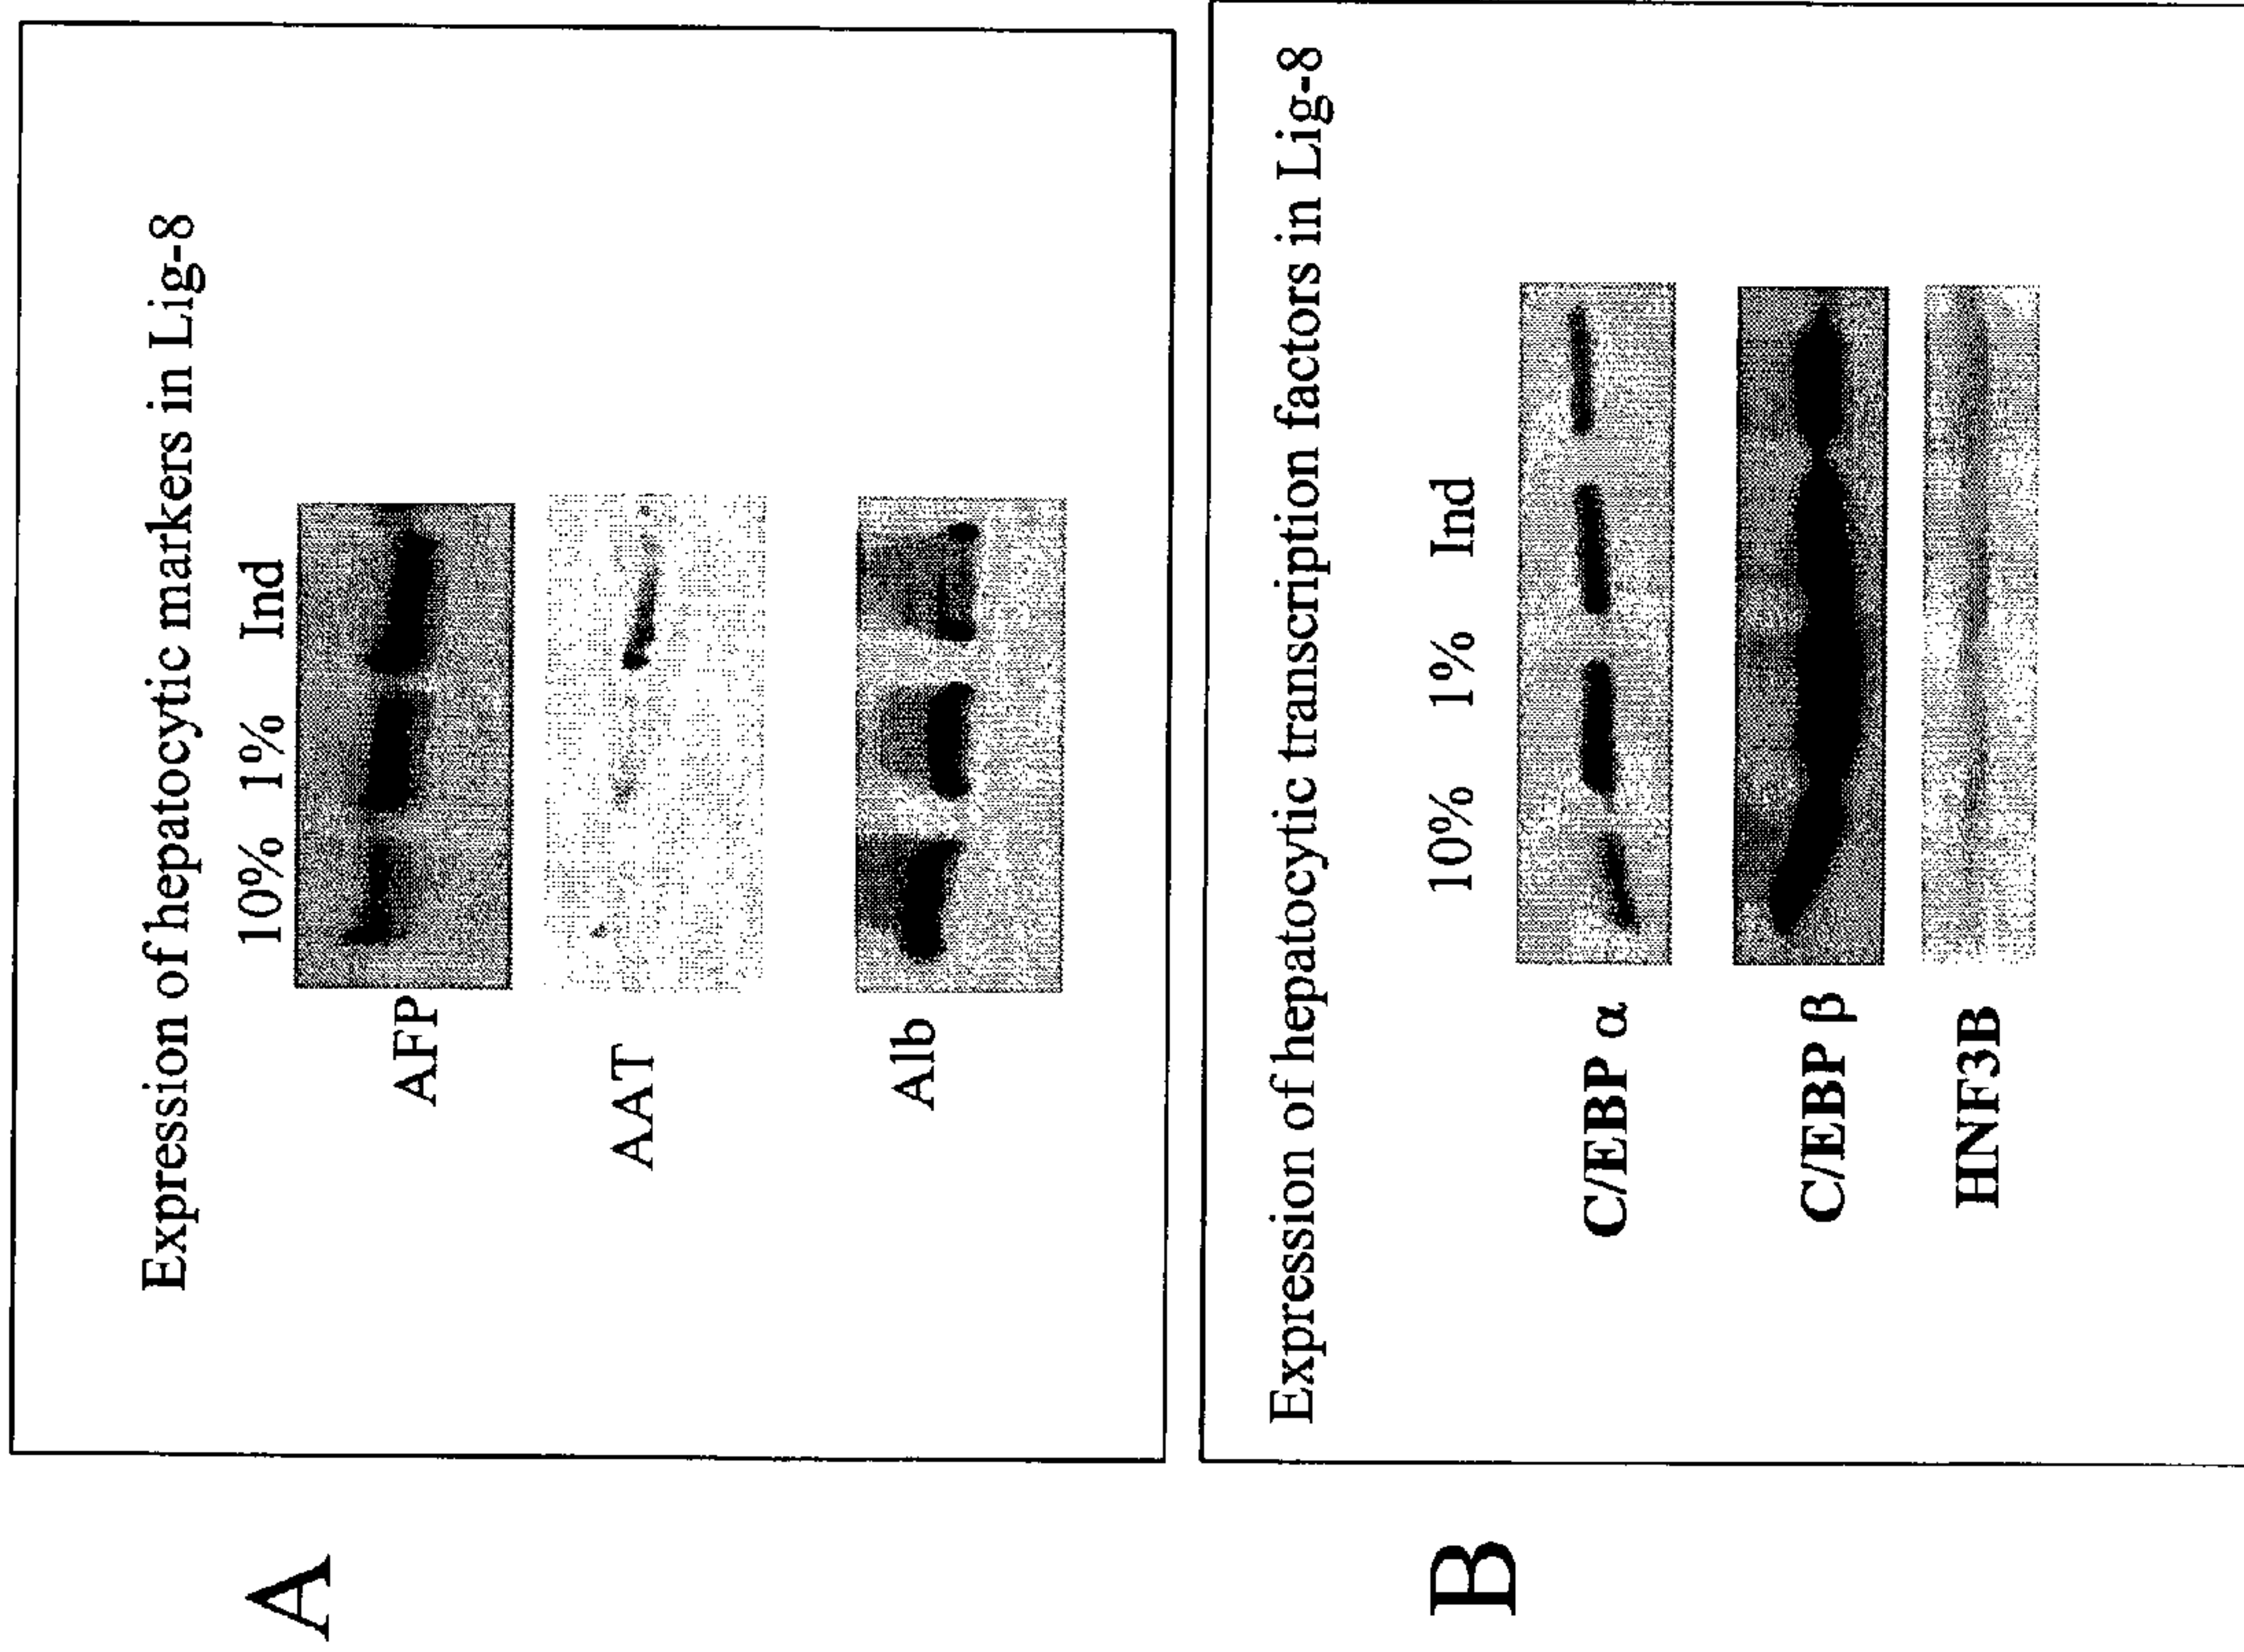 A
Expression of hepatocytic markers in Lig-8
10% 1% Ind
AFP
AAT
Alb
B
Expression of hepatocytic transcription factors in Lig-8
10% 1% Ind
C/EBP α
C/EBP β
HNF3B